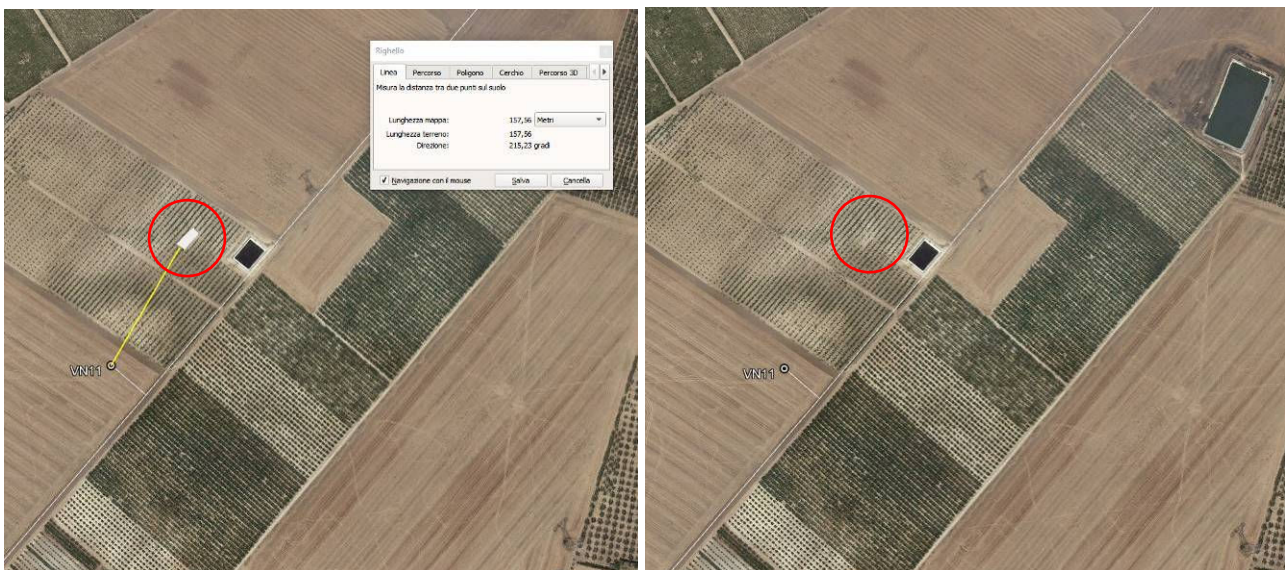 Righello
Linea Percorso Poligono Cerchio Percorso 3D
Misura la distanza tra due punti sul suolo
Lunghezza mappa: 157,56 Metri
Lunghezza terreno: 157,56
Direzione: 215,23 gradi
Navigazione con il mouse Salva Cancella
VN11
VN11